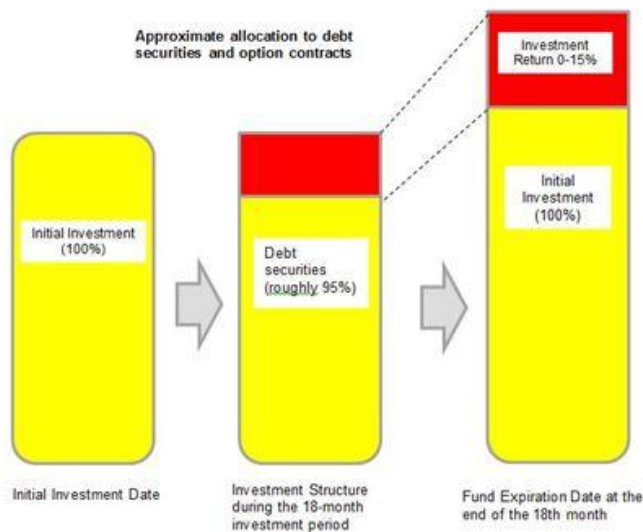 Approximate allocation to debt
securities and option contracts
Investment
Return 0-15%
Initial Investment
(100%)
Debt
securities
(roughly 95%)
Initial
Investment
(100%)
Initial Investment Date
Investment Structure
during the 18-month
investment period
Fund Expiration Date at the
end of the 18th month